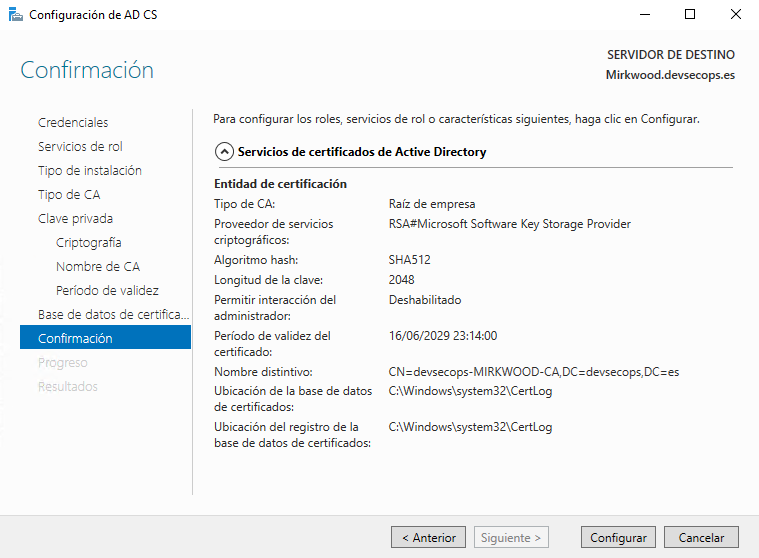 Configuración de AD CS
Confirmación
SERVIDOR DE DESTINO
Mirkwood.devsecops.es
Credenciales
Servicios de rol
Tipo de instalación
Tipo de CA
Clave privada
Criptografía
Nombre de CA
Período de validez
Base de datos de certifica...
Confirmación
Progreso
Resultados
Para configurar los roles, servicios de rol o características siguientes, haga clic en Configurar.
Servicios de certificados de Active Directory
Entidad de certificación
Tipo de CA: Raíz de empresa
Proveedor de servicios RSA#Microsoft Software Key Storage Provider
criptográficos:
Algoritmo hash: SHA512
Longitud de la clave: 2048
Permitir interacción del Deshabilitado
administrador:
Período de validez del 16/06/2029 23:14:00
certificado:
Nombre distintivo: CN=devsecops-MIRKWOOD-CA,DC=devsecops,DC=es
Ubicación de la base de datos C:\Windows\system32\CertLog
de certificados:
Ubicación del registro de la C:\Windows\system32\CertLog
base de datos de certificados:
< Anterior
Siguiente >
Configurar
Cancelar